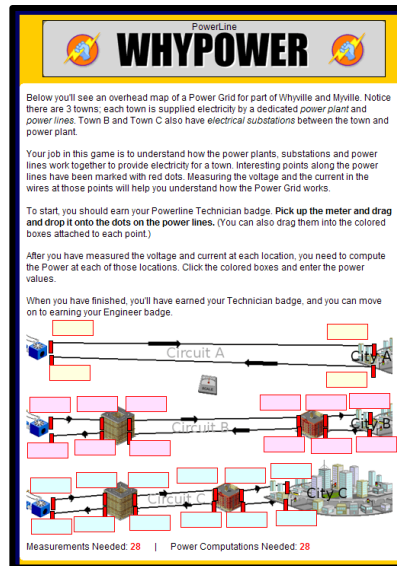 PowerLine
WHYPOWER
Below you'll see an overhead map of a Power Grid for part of Whyville and Myville. Notice
there are 3 towns; each town is supplied electricity by a dedicated power plant and
power lines. Town B and Town C also have electrical substations between the town and
power plant.
Your job in this game is to understand how the power plants, substations and power
lines work together to provide electricity for a town. Interesting points along the power
lines have been marked with red dots. Measuring the voltage and the current in the
wires at those points will help you understand how the Power Grid works.
To start, you should earn your Powerline Technician badge. Pick up the meter and drag
and drop it onto the dots on the power lines. (You can also drag them into the colored
boxes attached to each point.)
After you have measured the voltage and current at each location, you need to compute
the Power at each of those locations. Click the colored boxes and enter the power
values.
When you have finished, you'll have earned your Technician badge, and you can move
on to earning your Engineer badge.
Circuit A
City A
Circuit B
City B
Circuit C
City C
Measurements Needed: 28 | Power Computations Needed: 28